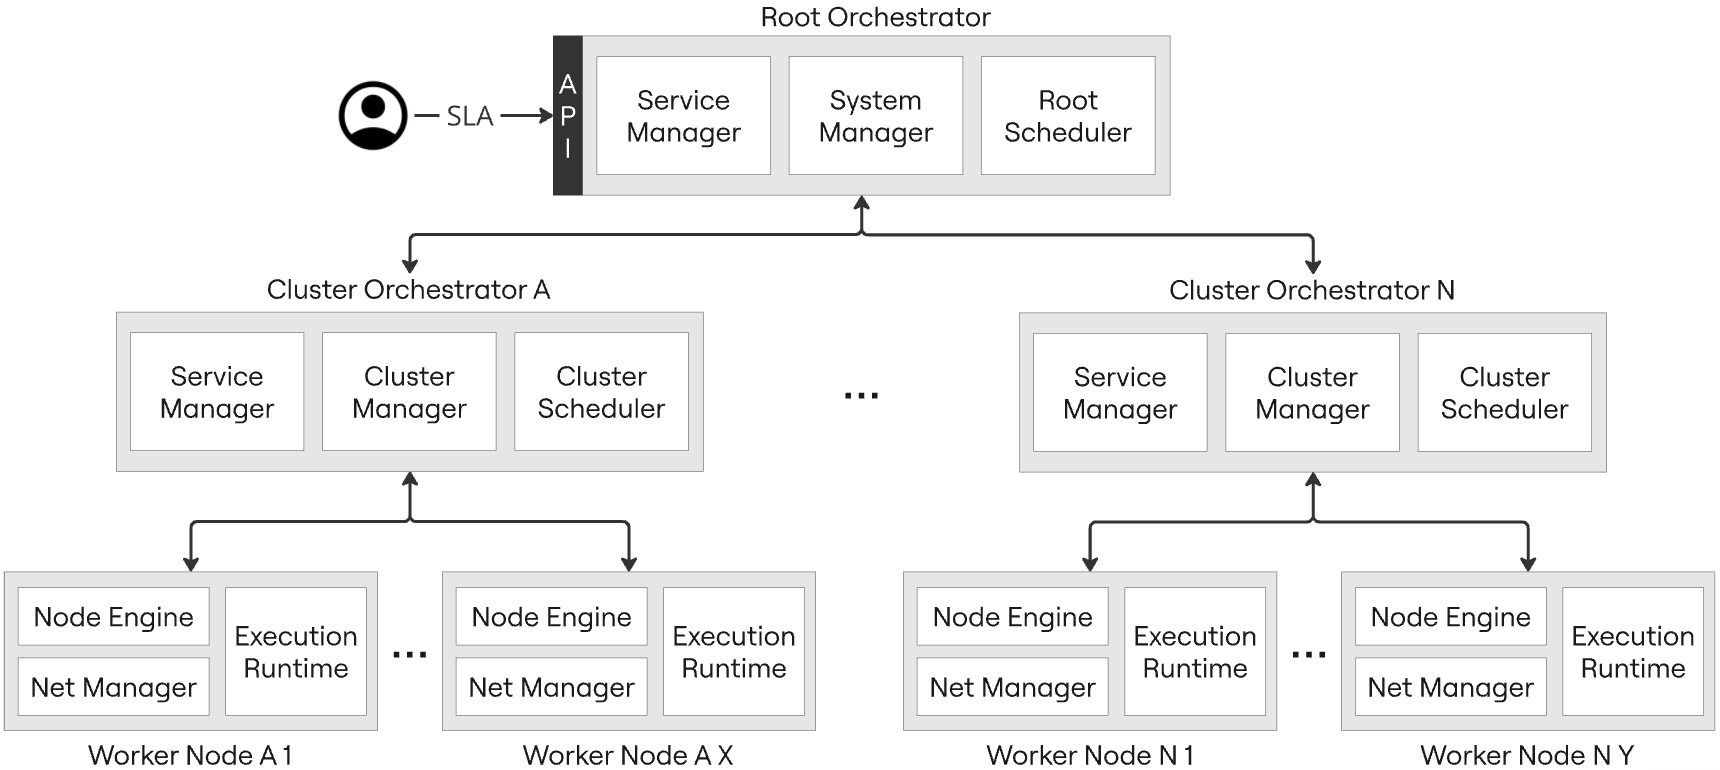 Root Orchestrator
SLA
A
P
I
Service
Manager
System
Manager
Root
Scheduler
Cluster Orchestrator A
Service
Manager
Cluster
Manager
Cluster
Scheduler
...
Cluster Orchestrator N
Service
Manager
Cluster
Manager
Cluster
Scheduler
Node Engine
Net Manager
Execution
Runtime
Worker Node A 1
...
Node Engine
Net Manager
Execution
Runtime
Worker Node A X
Node Engine
Net Manager
Execution
Runtime
Worker Node N 1
...
Node Engine
Net Manager
Execution
Runtime
Worker Node N Y